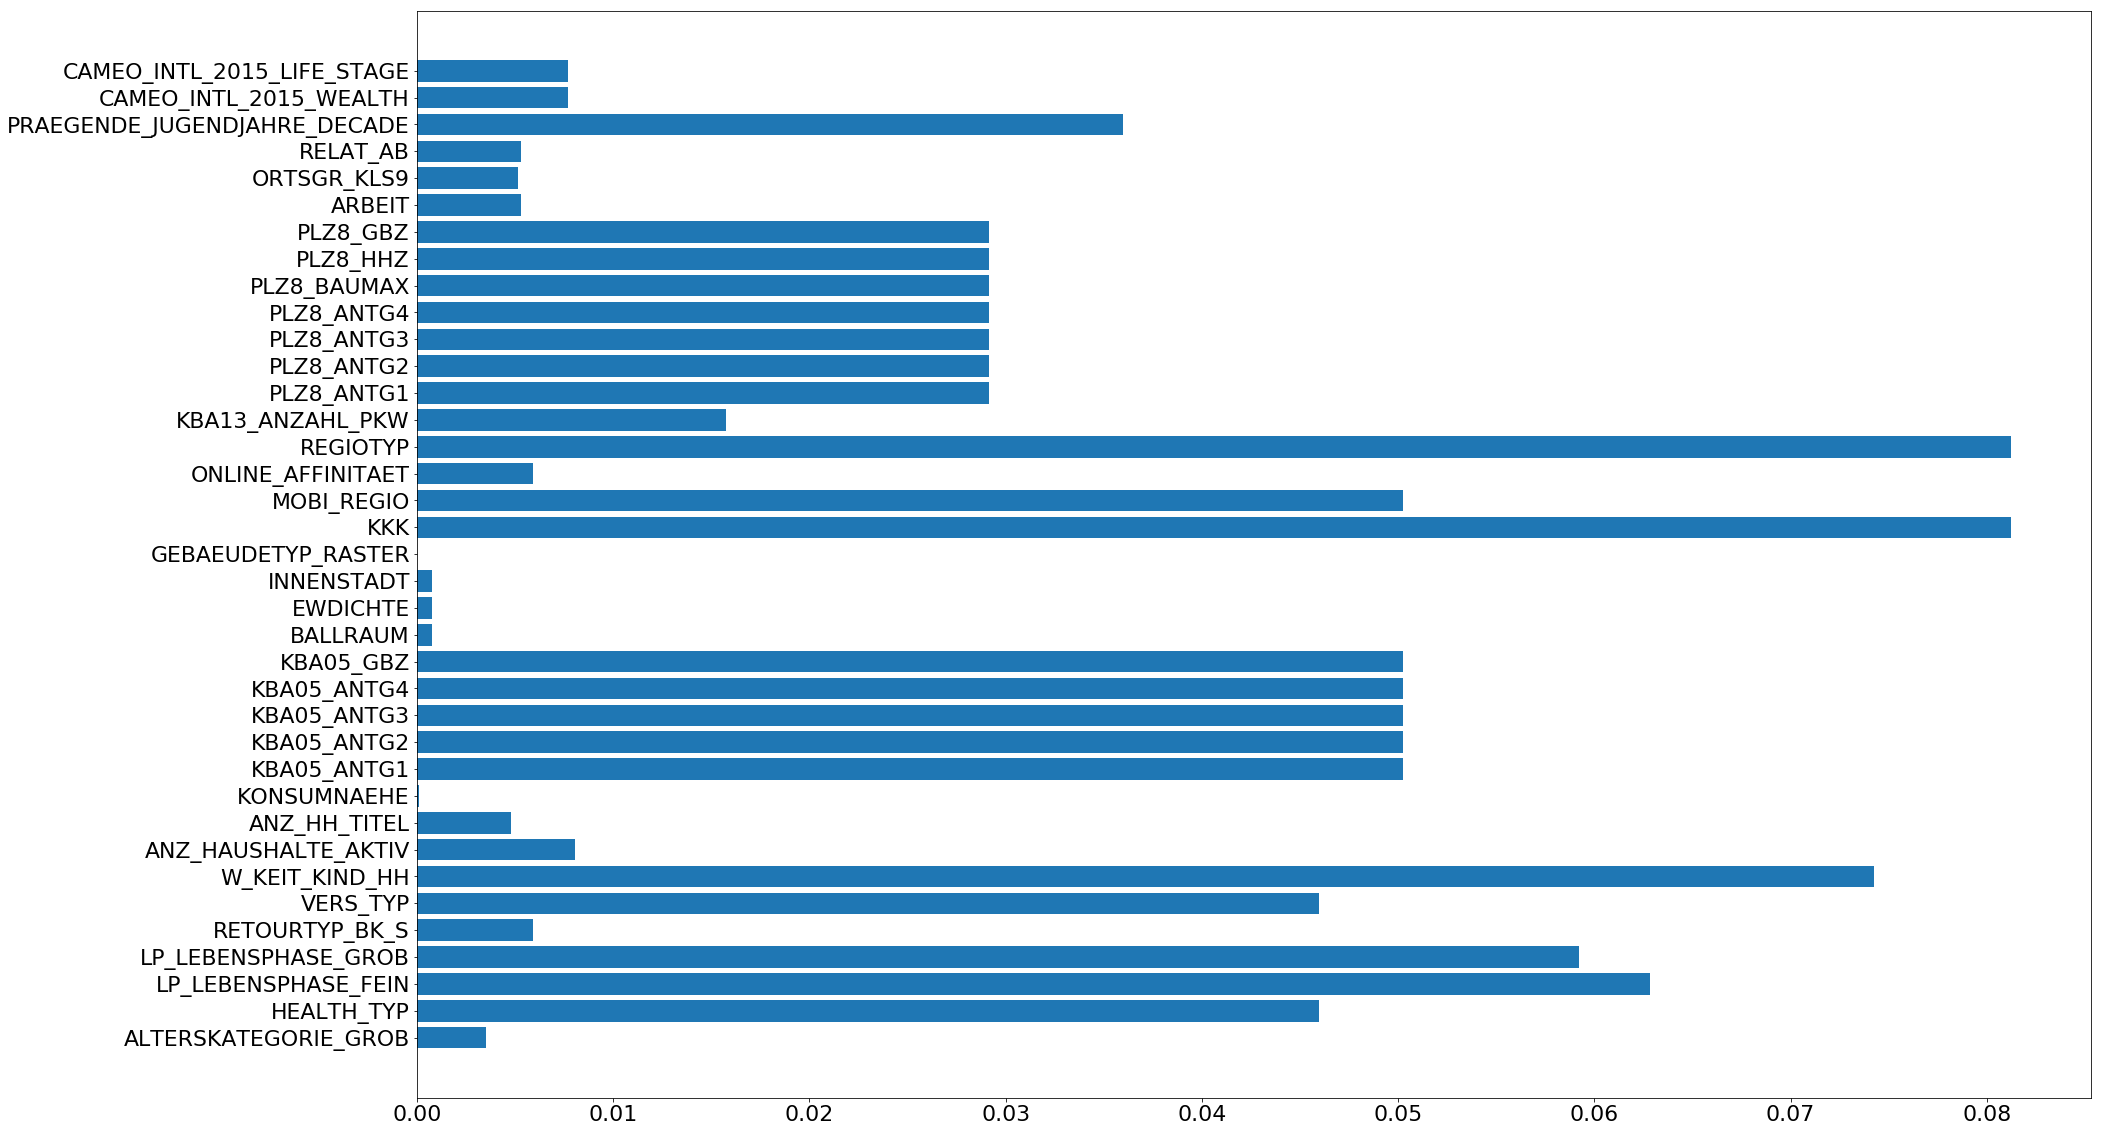 CAMEO_INTL_2015_LIFE_STAGE
CAMEO_INTL_2015_WEALTH
PRAEGENDE_JUGENDJAHRE_DECADE
RELAT_AB
ORTSGR_KLS9
ARBEIT
PLZ8_GBZ
PLZ8_HHZ
PLZ8_BAUMAX
PLZ8_ANTG4
PLZ8_ANTG3
PLZ8_ANTG2
PLZ8_ANTG1
KBA13_ANZAHL_PKW
REGIOTYP
ONLINE_AFFINITAET
MOBI_REGIO
KKK
GEBAEUDETYP_RASTER
INNENSTADT
EWDICHTE
BALLRAUM
KBA05_GBZ
KBA05_ANTG4
KBA05_ANTG3
KBA05_ANTG2
KBA05_ANTG1
KONSUMNAEHE
ANZ_HH_TITEL
ANZ_HAUSHALTE_AKTIV
W_KEIT_KIND_HH
VERS_TYP
RETOURTYP_BK_S
LP_LEBENSPHASE_GROB
LP_LEBENSPHASE_FEIN
HEALTH_TYP
ALTERSKATEGORIE_GROB
0.00 0.01 0.02 0.03 0.04 0.05 0.06 0.07 0.08